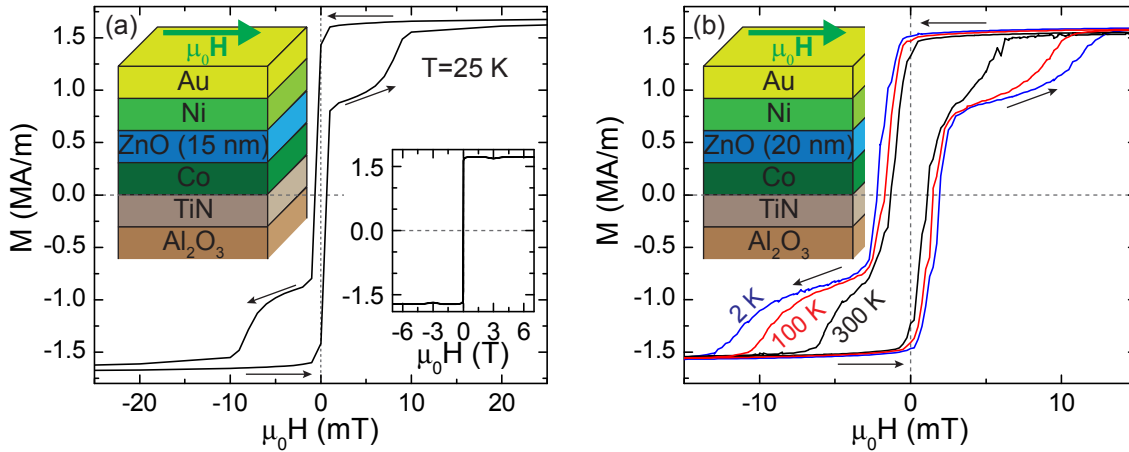 (a)
μ₀H
Au
Ni
ZnO (15 nm)
Co
TiN
Al₂O₃
T=25 K
1.5
1.0
0.5
0.0
-0.5
-1.0
-1.5
M (MA/m)
-20 -10 0 10 20
μ₀H (mT)
1.5
0.0
-1.5
-6 -3 0 3 6
μ₀H (T)
(b)
μ₀H
Au
Ni
ZnO (20 nm)
Co
TiN
Al₂O₃
2 K
100 K
300 K
1.5
1.0
0.5
0.0
-0.5
-1.0
-1.5
M (MA/m)
-10 0 10
μ₀H (mT)